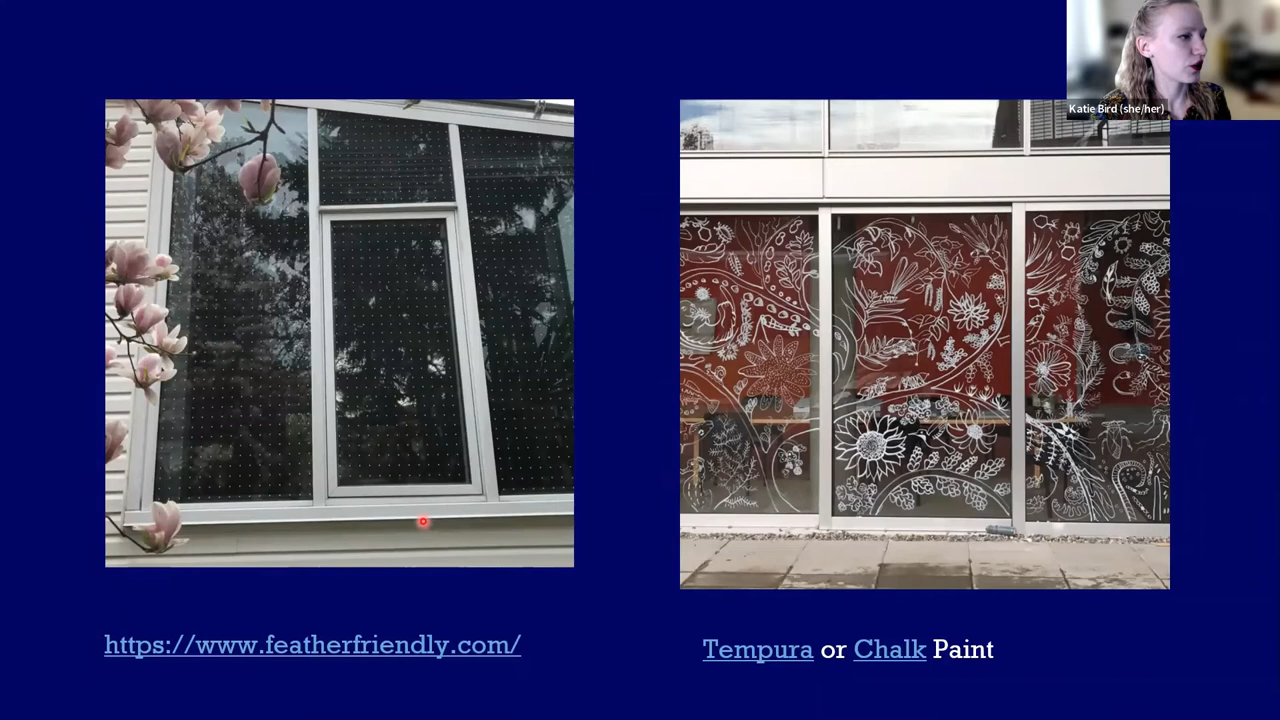 Katie Bird (she/her)
https://www.featherfriendly.com/
Tempura or Chalk Paint